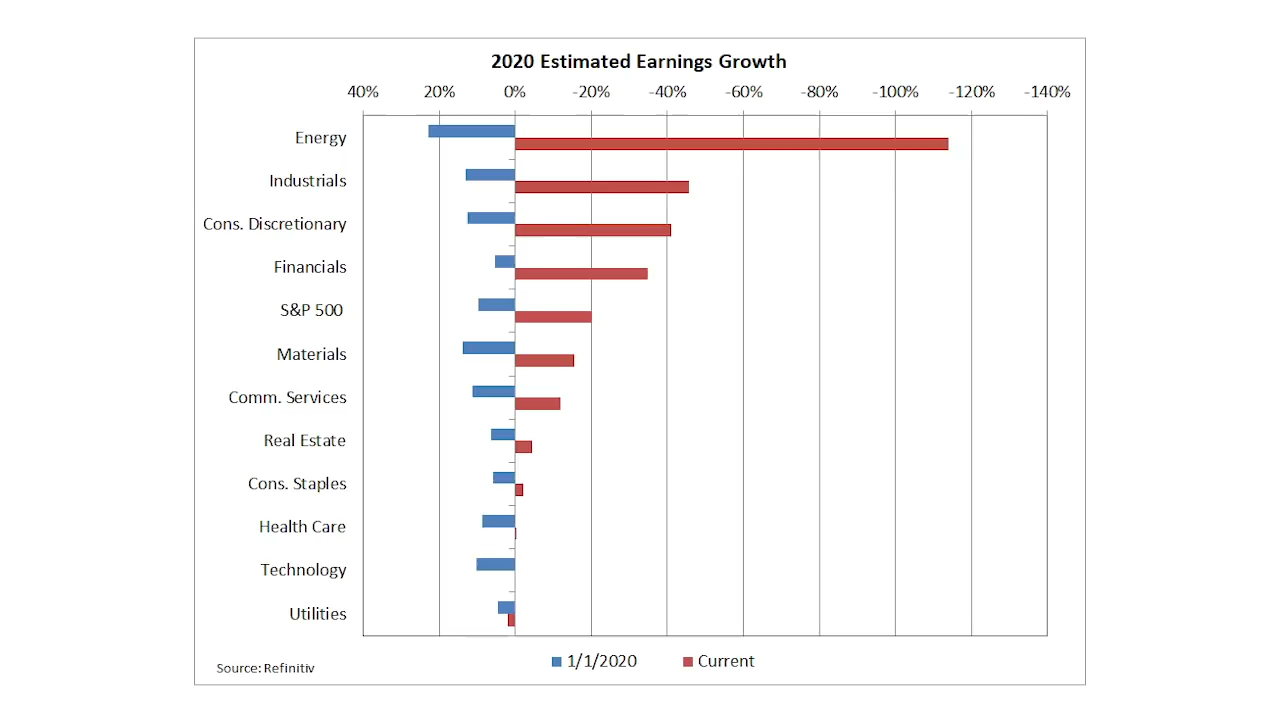 2020 Estimated Earnings Growth
40% 20% 0% -20% -40% -60% -80% -100% -120% -140%
Energy
Industrials
Cons. Discretionary
Financials
S&P 500
Materials
Comm. Services
Real Estate
Cons. Staples
Health Care
Technology
Utilities
1/1/2020 Current
Source: Refinitiv